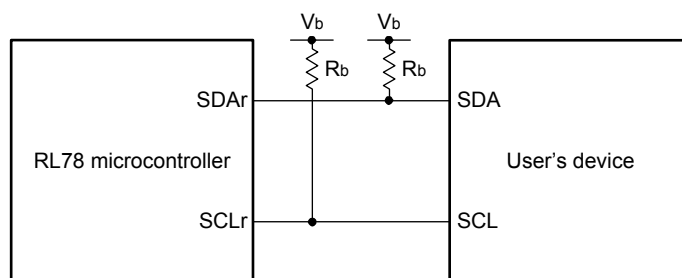 Vb Vb
Rb Rb
SDAr SDA
RL78 microcontroller User’s device
SCLr SCL